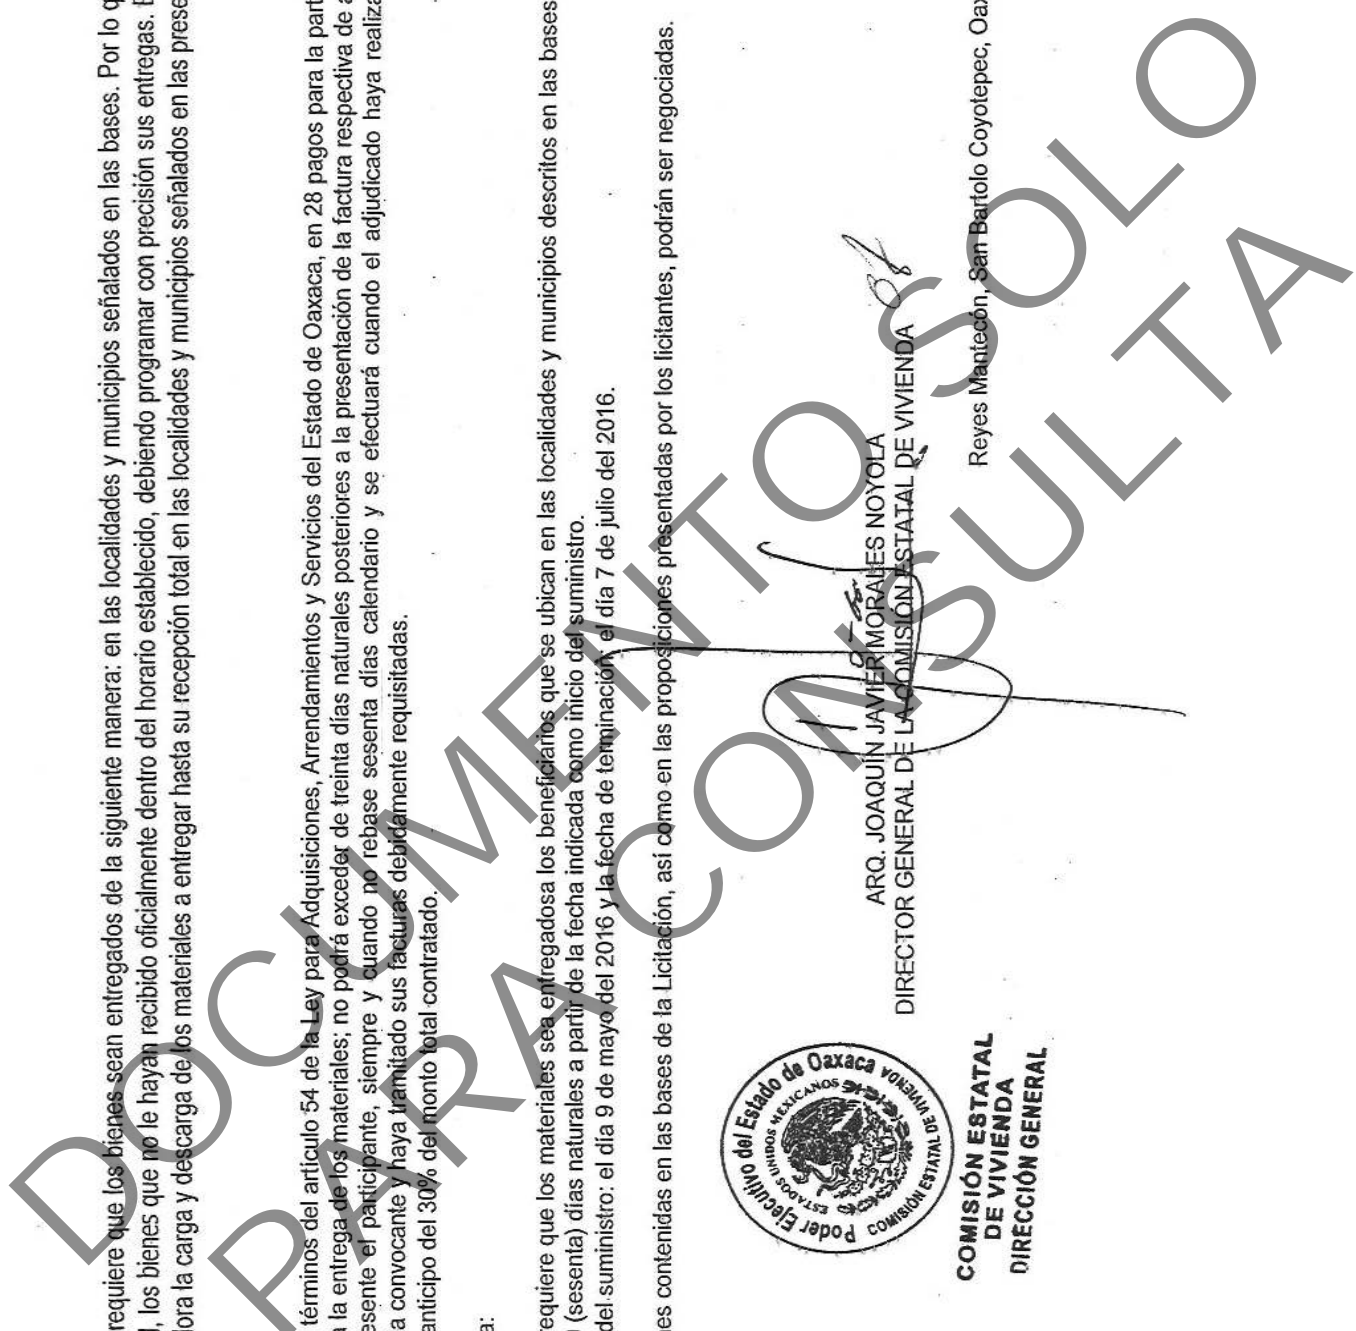 requiere que los bienes sean entregados de la siguiente manera: en las localidades y municipios señalados en las bases. Por lo q
l, los bienes que no le hayan recibido oficialmente dentro del horario establecido, debiendo programar con precisión sus entregas. E
dora la carga y descarga de los materiales a entregar hasta su recepción total en las localidades y municipios señalados en las prese
términos del artículo 54 de la Ley para Adquisiciones, Arrendamientos y Servicios del Estado de Oaxaca, en 28 pagos para la part
a la entrega de los materiales; no podrá exceder de treinta días naturales posteriores a la presentación de la factura respectiva de a
esente el participante, siempre y cuando no rebase sesenta días calendario y se efectuará cuando el adjudicado haya realiza
a convocante y haya tramitado sus facturas debidamente requisitadas.
anticipo del 30% del monto total contratado.
a:
equiere que los materiales sea entregadosa los beneficiarios que se ubican en las localidades y municipios descritos en las bases
(sesenta) días naturales a partir de la fecha indicada como inicio del suministro.
del suministro: el día 9 de mayo del 2016 y la fecha de terminación: el día 7 de julio del 2016.
nes contenidas en las bases de la Licitación, así como en las proposiciones presentadas por los licitantes, podrán ser negociadas.
Poder Ejecutivo del Estado de Oaxaca
ESTADOS UNIDOS MEXICANOS
COMISIÓN ESTATAL DE VIVIENDA
COMISIÓN ESTATAL
DE VIVIENDA
DIRECCIÓN GENERAL
ARQ. JOAQUÍN JAVIER MORALES NOYOLA
DIRECTOR GENERAL DE LA COMISIÓN ESTATAL DE VIVIENDA
Reyes Mantecón, San Bartolo Coyotepec, Oax
DOCUMENTO SOLO
PARA CONSULTA